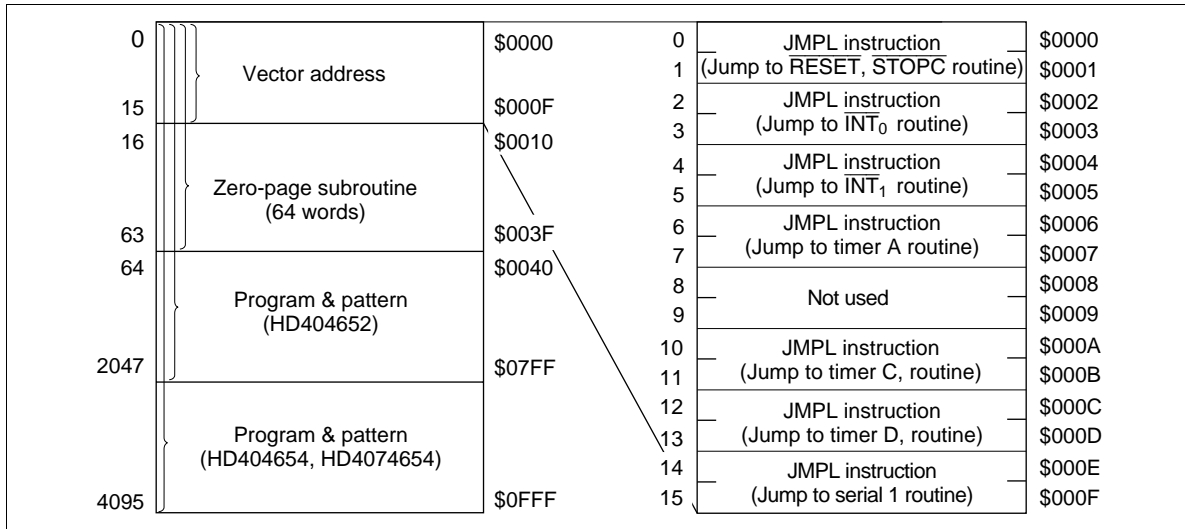 0
$0000
Vector address
15
$000F
16
$0010
Zero-page subroutine
(64 words)
63
$003F
64
$0040
Program & pattern
(HD404652)
2047
$07FF
Program & pattern
(HD404654, HD4074654)
4095
$0FFF
0 JMPL instruction $0000
1 (Jump to RESET, STOPC routine) $0001
2 JMPL instruction $0002
3 (Jump to INT0 routine) $0003
4 JMPL instruction $0004
5 (Jump to INT1 routine) $0005
6 JMPL instruction $0006
7 (Jump to timer A routine) $0007
8 $0008
Not used
9 $0009
10 JMPL instruction $000A
11 (Jump to timer C, routine) $000B
12 JMPL instruction $000C
13 (Jump to timer D, routine) $000D
14 JMPL instruction $000E
15 (Jump to serial 1 routine) $000F